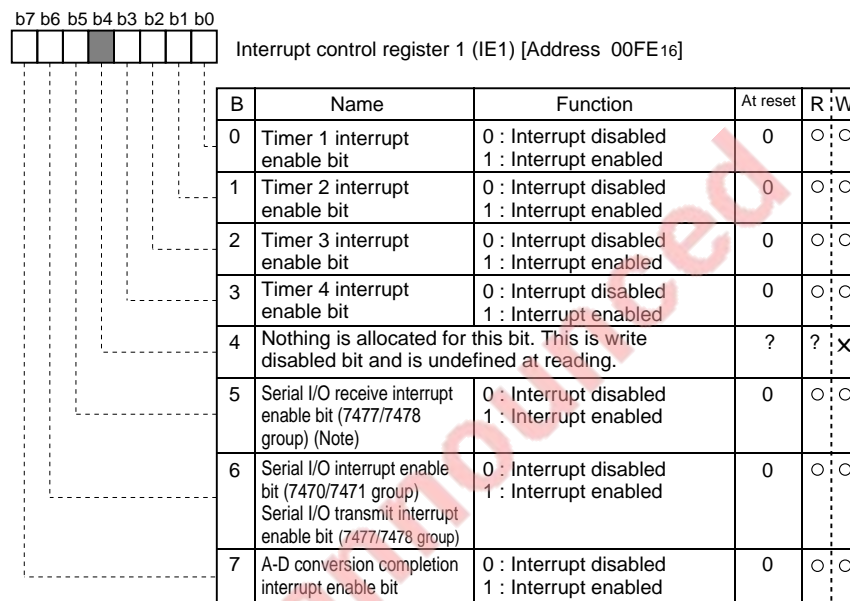 b7 b6 b5 b4 b3 b2 b1 b0
Interrupt control register 1 (IE1) [Address 00FE16]
B Name Function At reset R W
0 Timer 1 interrupt enable bit 0 : Interrupt disabled 0 ○ ○
1 : Interrupt enabled
1 Timer 2 interrupt enable bit 0 : Interrupt disabled 0 ○ ○
1 : Interrupt enabled
2 Timer 3 interrupt enable bit 0 : Interrupt disabled 0 ○ ○
1 : Interrupt enabled
3 Timer 4 interrupt enable bit 0 : Interrupt disabled 0 ○ ○
1 : Interrupt enabled
4 Nothing is allocated for this bit. This is write ? ? ×
disabled bit and is undefined at reading.
5 Serial I/O receive interrupt 0 : Interrupt disabled 0 ○ ○
enable bit (7477/7478 1 : Interrupt enabled
group) (Note)
6 Serial I/O interrupt enable 0 : Interrupt disabled 0 ○ ○
bit (7470/7471 group) 1 : Interrupt enabled
Serial I/O transmit interrupt
enable bit (7477/7478 group)
7 A-D conversion completion 0 : Interrupt disabled 0 ○ ○
interrupt enable bit 1 : Interrupt enabled
announced